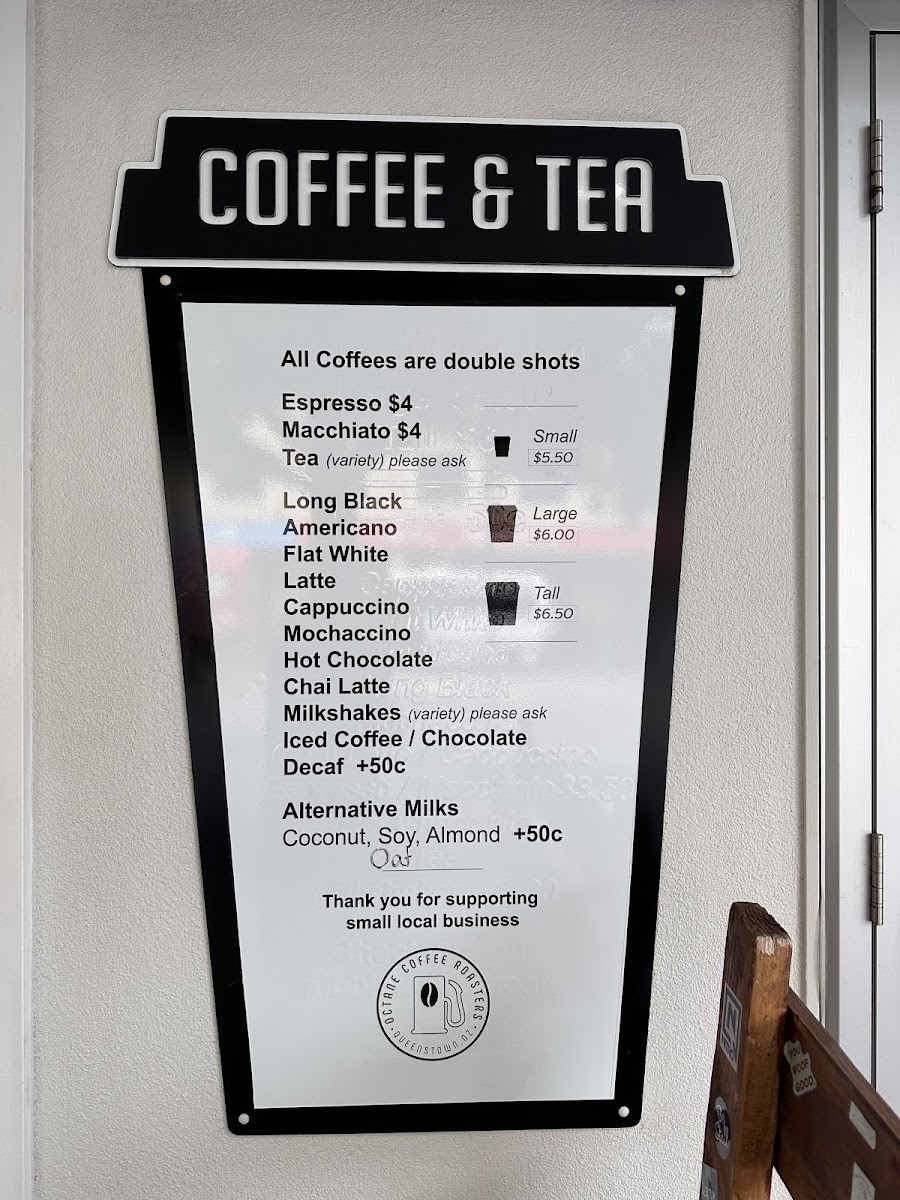 COFFEE & TEA
All Coffees are double shots
Espresso $4
Macchiato $4
Tea (variety) please ask
Small
$5.50
Large
$6.00
Tall
$6.50
Long Black
Americano
Flat White
Latte
Cappuccino
Mochaccino
Hot Chocolate
Chai Latte
Milkshakes (variety) please ask
Iced Coffee / Chocolate
Decaf +50c
Alternative Milks
Coconut, Soy, Almond +50c
Oat
Thank you for supporting
small local business
OCTANE COFFEE ROASTERS
QUEENSTOWN.NZ
YOU
WOOF
GOOD.